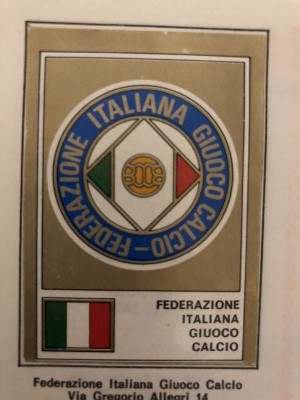 FEDERAZIONE ITALIANA GIUOCO CALCIO-
FEDERAZIONE
ITALIANA
GIUOCO
CALCIO
Federazione Italiana Giuoco Calcio
Via Gregorio Allegri 14